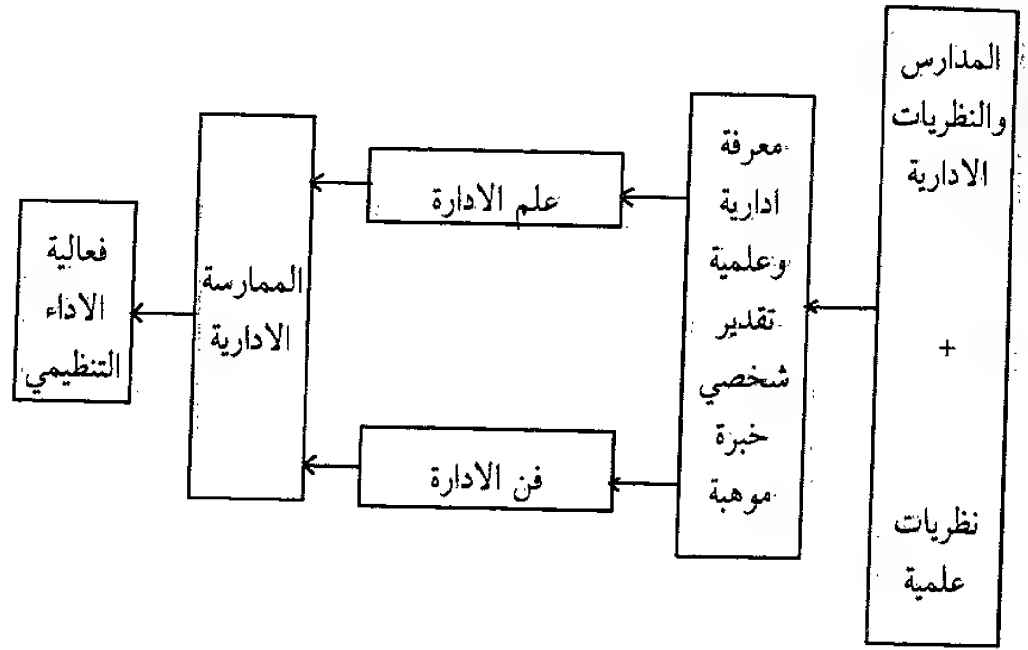 المدارس
والنظريات
الادارية
+
نظريات
علمية
معرفة
ادارية
وعلمية
تقدير
شخصي
خبرة
موهبة
علم الادارة
فن الادارة
الممارسة
الادارية
فعالية
الاداء
التنظيمي